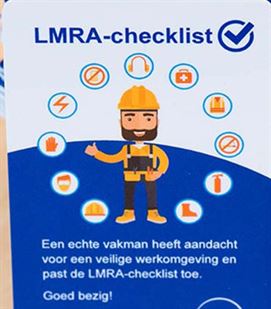 LMRA-checklist
Een echte vakman heeft aandacht
voor een veilige werkomgeving en
past de LMRA-checklist toe.
Goed bezig!